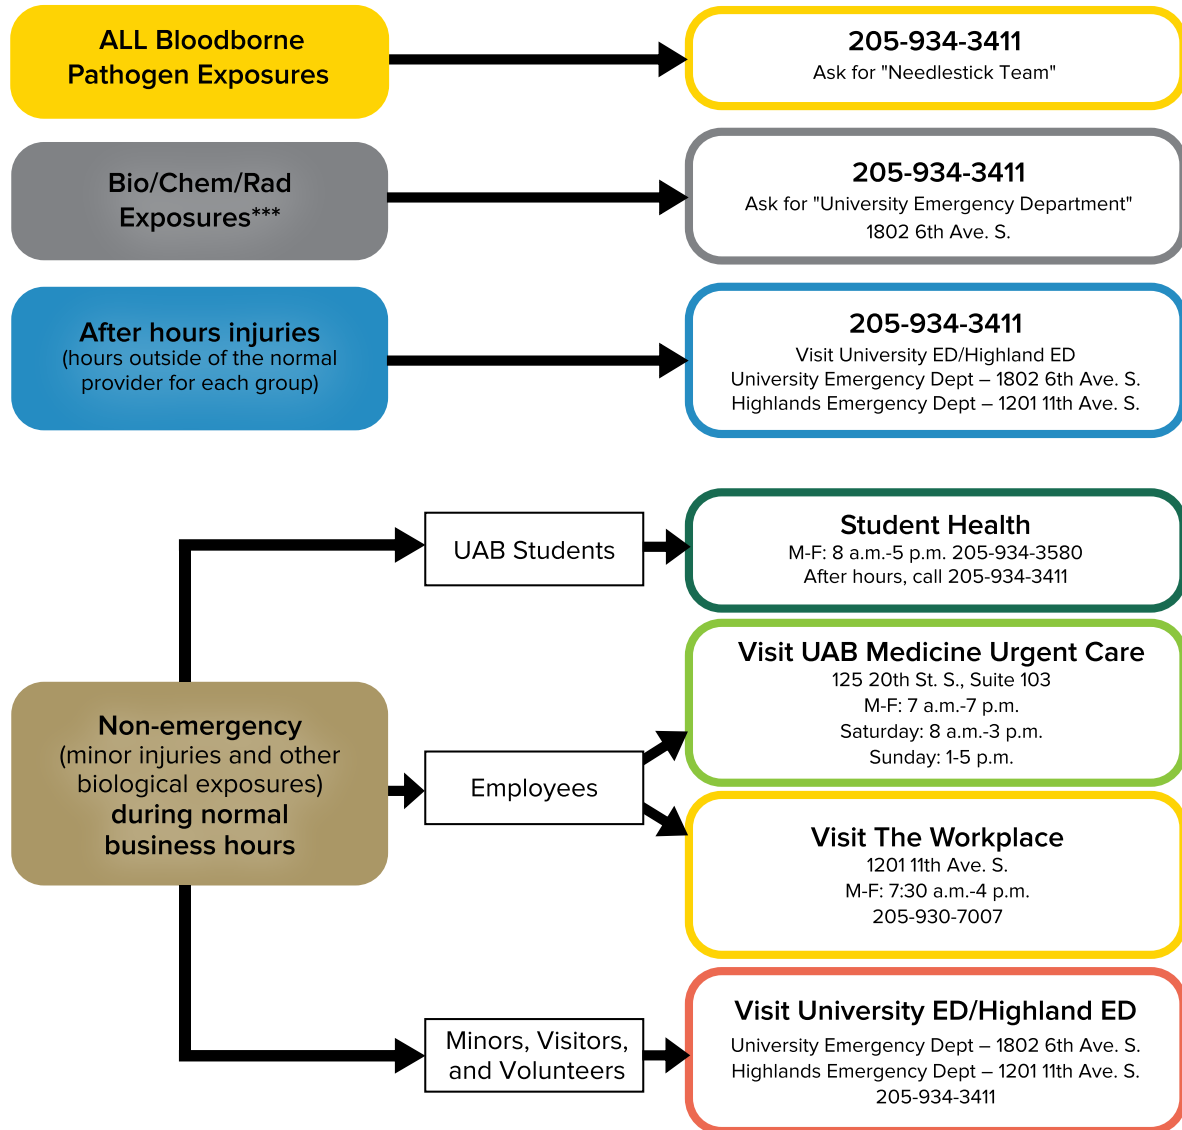 ALL Bloodborne
Pathogen Exposures
205-934-3411
Ask for "Needlestick Team"
Bio/Chem/Rad
Exposures***
205-934-3411
Ask for "University Emergency Department"
1802 6th Ave. S.
After hours injuries
(hours outside of the normal
provider for each group)
205-934-3411
Visit University ED/Highland ED
University Emergency Dept – 1802 6th Ave. S.
Highlands Emergency Dept – 1201 11th Ave. S.
Non-emergency
(minor injuries and other
biological exposures)
during normal
business hours
UAB Students
Student Health
M-F: 8 a.m.-5 p.m. 205-934-3580
After hours, call 205-934-3411
Employees
Visit UAB Medicine Urgent Care
125 20th St. S., Suite 103
M-F: 7 a.m.-7 p.m.
Saturday: 8 a.m.-3 p.m.
Sunday: 1-5 p.m.
Visit The Workplace
1201 11th Ave. S.
M-F: 7:30 a.m.-4 p.m.
205-930-7007
Minors, Visitors,
and Volunteers
Visit University ED/Highland ED
University Emergency Dept – 1802 6th Ave. S.
Highlands Emergency Dept – 1201 11th Ave. S.
205-934-3411